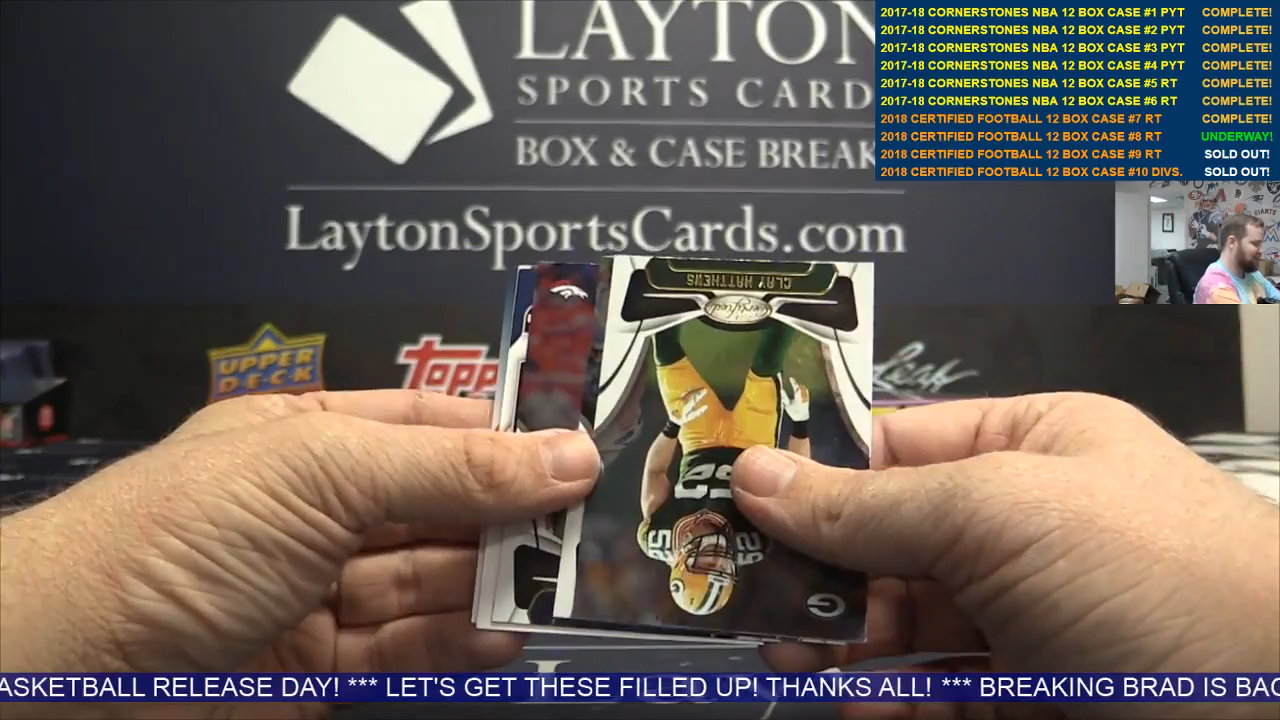 LAYTON
SPORTS CARD
BOX & CASE BREAK
LaytonSportsCards.com
2017-18 CORNERSTONES NBA 12 BOX CASE #1 PYT COMPLETE!
2017-18 CORNERSTONES NBA 12 BOX CASE #2 PYT COMPLETE!
2017-18 CORNERSTONES NBA 12 BOX CASE #3 PYT COMPLETE!
2017-18 CORNERSTONES NBA 12 BOX CASE #4 PYT COMPLETE!
2017-18 CORNERSTONES NBA 12 BOX CASE #5 RT COMPLETE!
2017-18 CORNERSTONES NBA 12 BOX CASE #6 RT COMPLETE!
2018 CERTIFIED FOOTBALL 12 BOX CASE #7 RT COMPLETE!
2018 CERTIFIED FOOTBALL 12 BOX CASE #8 RT UNDERWAY!
2018 CERTIFIED FOOTBALL 12 BOX CASE #9 RT SOLD OUT!
2018 CERTIFIED FOOTBALL 12 BOX CASE #10 DIVS. SOLD OUT!
GIANTS
UPPER
DECK
Topp
Leaf
CLAY MATTHEWS
Certified
52
52
G
ASKETBALL RELEASE DAY! *** LET'S GET THESE FILLED UP! THANKS ALL! *** BREAKING BRAD IS BAC